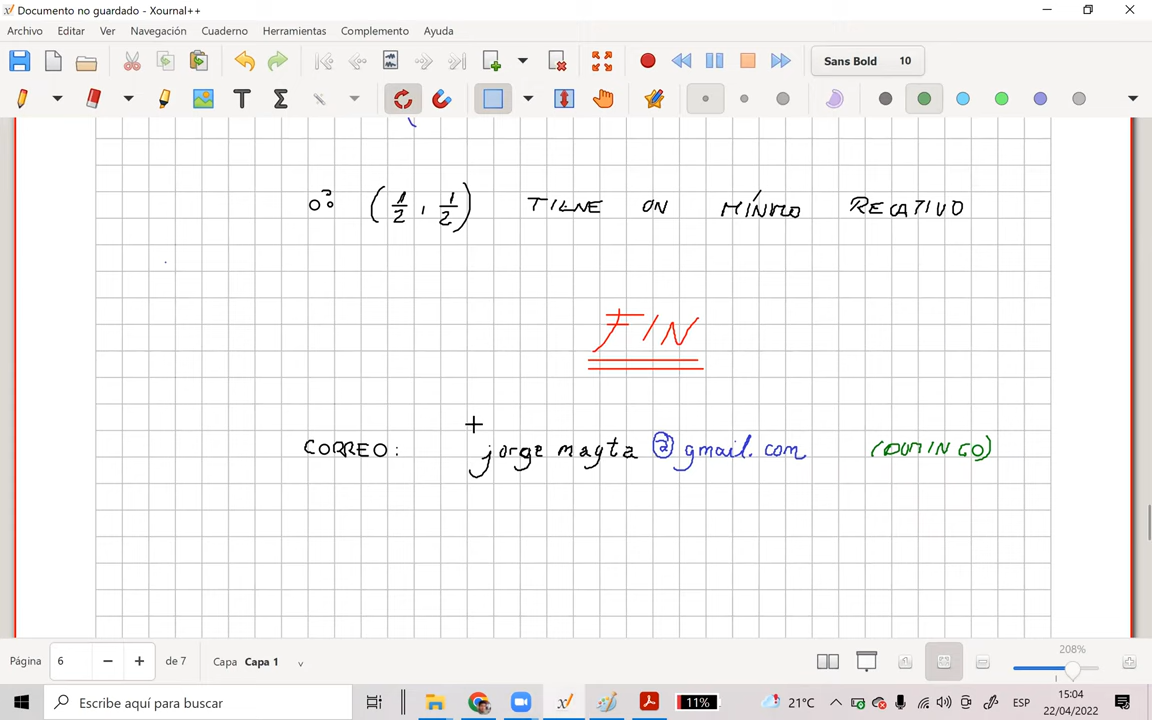 Documento no guardado - Xournal++
Archivo Editar Ver Navegación Cuaderno Herramientas Complemento Ayuda
Sans Bold 10
(1/2, 1/2) TIENE UN MÍNIMO RELATIVO
FIN
CORREO: jorge mayta @gmail.com (DOMINGO)
Página 6 de 7 Capa Capa 1 208%
Escribe aquí para buscar 11% 21°C ESP 15:04
22/04/2022